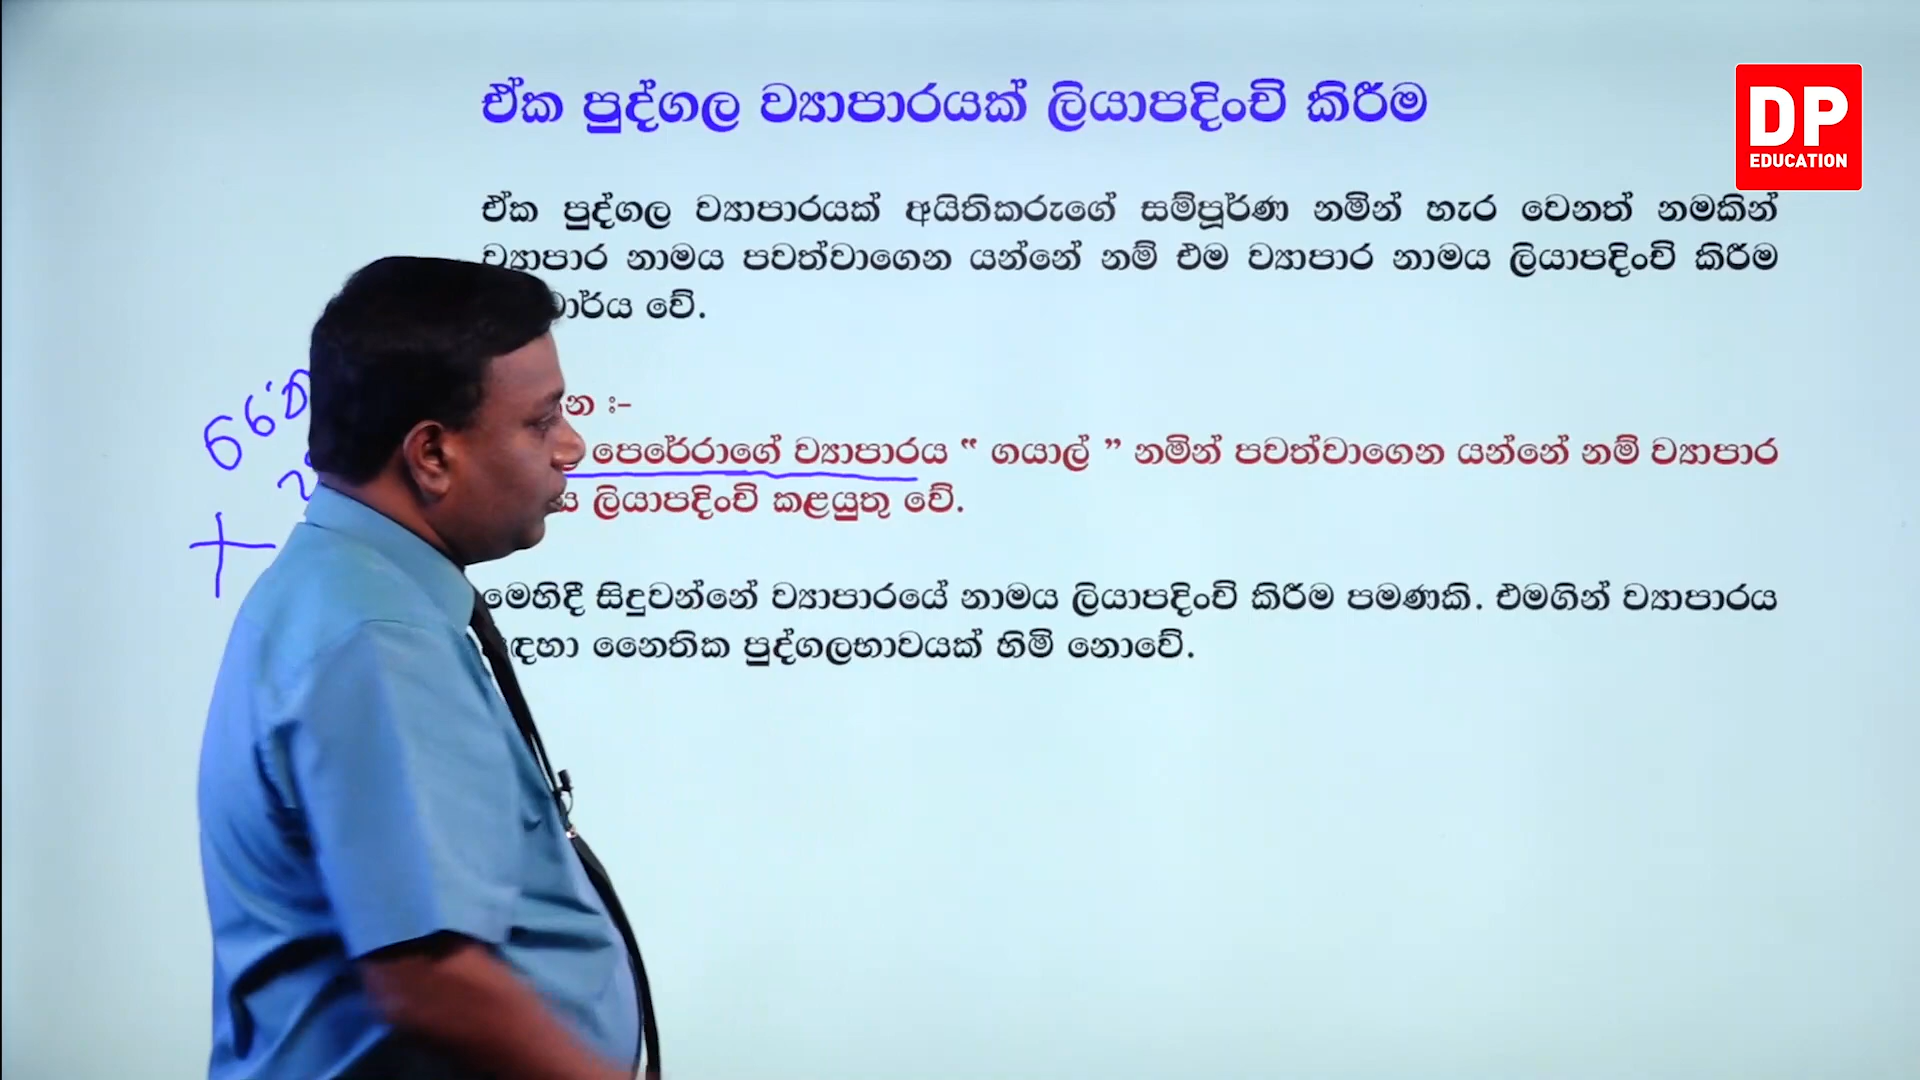 ඒක පුද්ගල ව්‍යාපාරයක් ලියාපදිංචි කිරීම
DP
EDUCATION
ඒක පුද්ගල ව්‍යාපාරයක් අයිතිකරුගේ සම්පූර්ණ නමින් හැර වෙනත් නමකින්
ව්‍යාපාර නාමය පවත්වාගෙන යන්නේ නම් එම ව්‍යාපාර නාමය ලියාපදිංචි කිරීම
වේ.
:-
පෙරේරාගේ ව්‍යාපාරය “ ගයාල් ” නමින් පවත්වාගෙන යන්නේ නම් ව්‍යාපාර
ලියාපදිංචි කළයුතු වේ.
මෙහිදී සිදුවන්නේ ව්‍යාපාරයේ නාමය ලියාපදිංචි කිරීම පමණකි. එමගින් ව්‍යාපාරය
නෛතික පුද්ගලභාවයක් හිමි නොවේ.